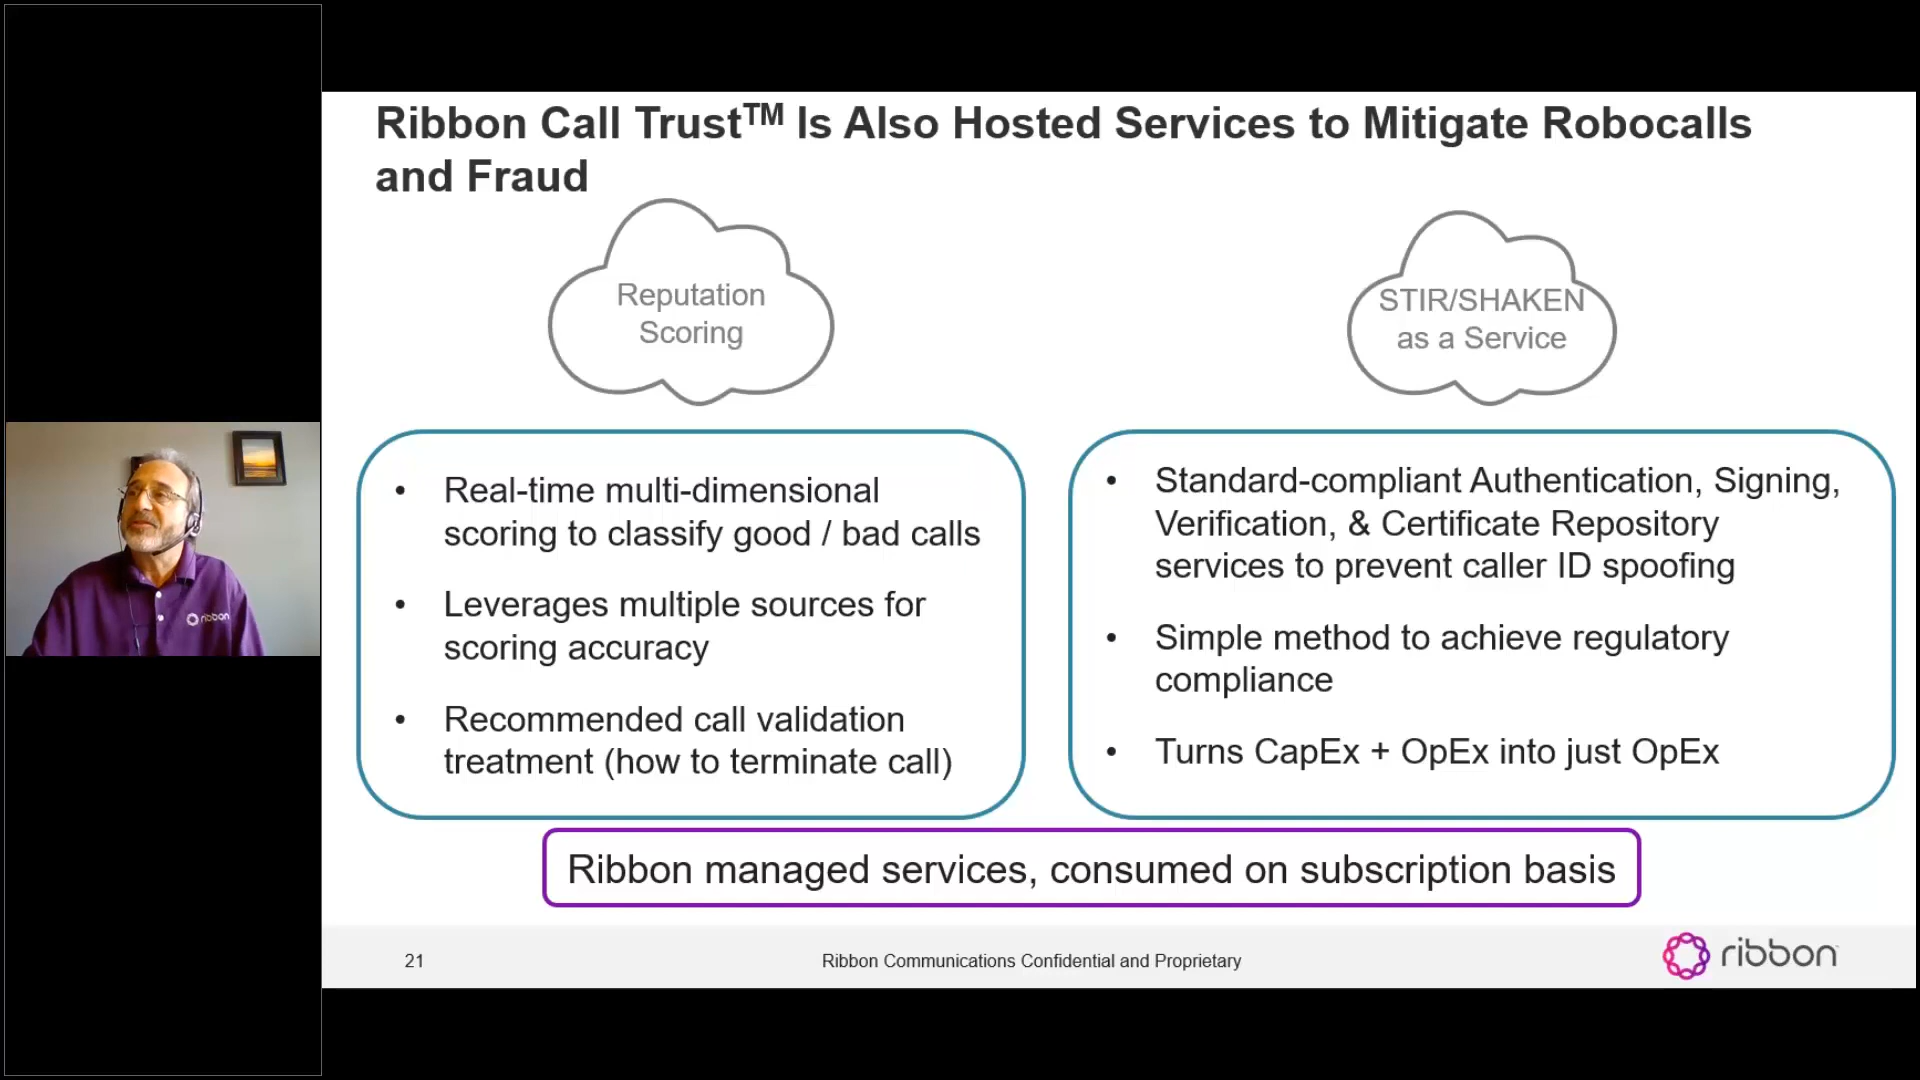 Ribbon Call Trust™ Is Also Hosted Services to Mitigate Robocalls
and Fraud
Reputation
Scoring
STIR/SHAKEN
as a Service
• Real-time multi-dimensional
scoring to classify good / bad calls
• Leverages multiple sources for
scoring accuracy
• Recommended call validation
treatment (how to terminate call)
• Standard-compliant Authentication, Signing,
Verification, & Certificate Repository
services to prevent caller ID spoofing
• Simple method to achieve regulatory
compliance
• Turns CapEx + OpEx into just OpEx
Ribbon managed services, consumed on subscription basis
21
Ribbon Communications Confidential and Proprietary
ribbon
ribbon